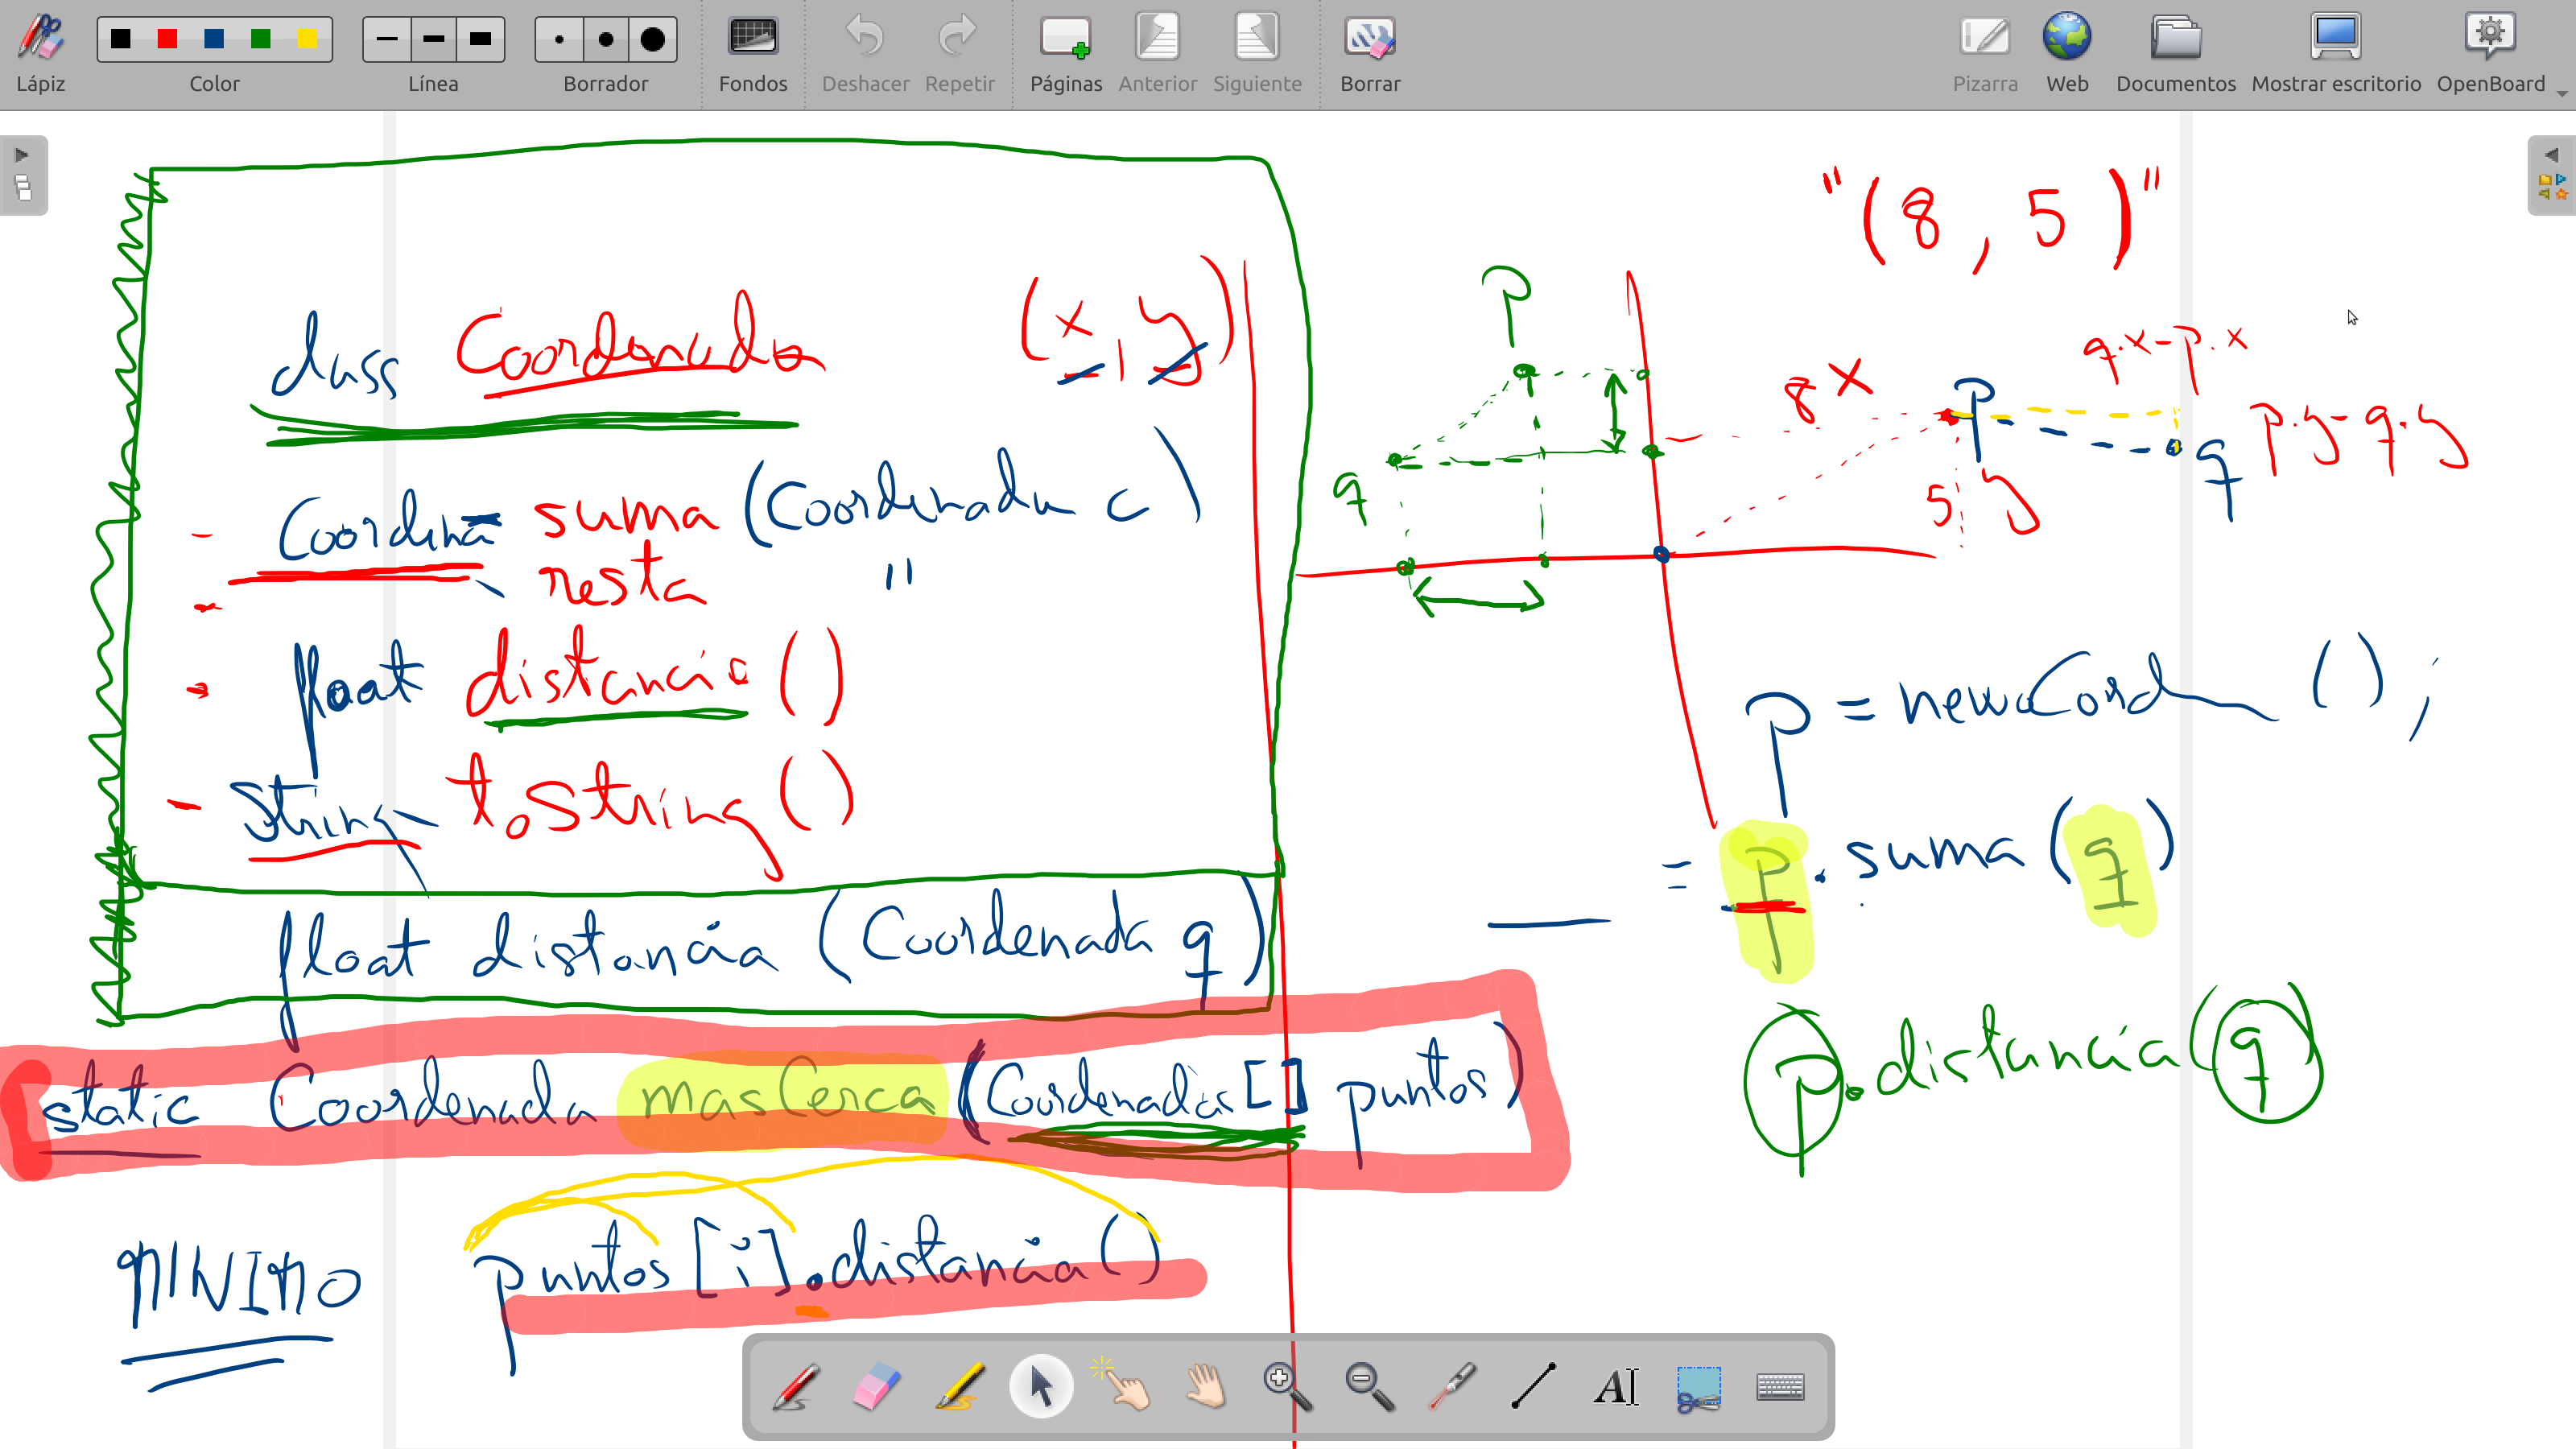 Lápiz Color Línea Borrador Fondos Deshacer Repetir Páginas Anterior Siguiente Borrar Pizarra Web Documentos Mostrar escritorio OpenBoard
"(8, 5)"
class Coordenada (x, y)
Coordena suma (Coordenada c)
resta "
float distancia ()
String toString ()
float distancia (Coordenada q)
static Coordenada masCerca (Coordenadas [] puntos)
MINIMO puntos [i].distancia()
p
q
8 x
5 y
p
q
q.x-p.x
p.y-q.y
p = new Coord ();
= p. suma (q)
p.distancia(q)